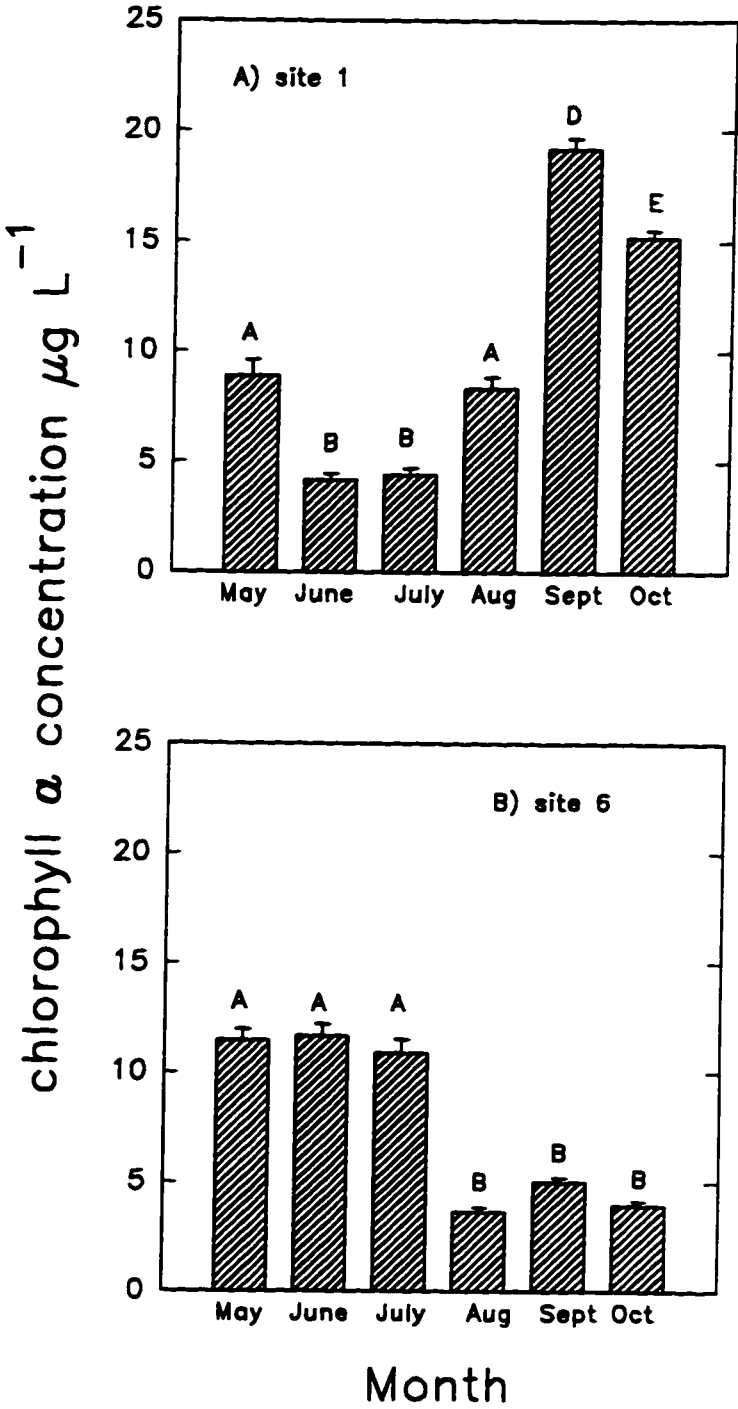 chlorophyll a concentration µg L⁻¹
25
A) site 1
20
15
10
5
0
A
B
B
A
D
E
May June July Aug Sept Oct
25
B) site 6
20
15
10
5
0
A
A
A
B
B
B
May June July Aug Sept Oct
Month